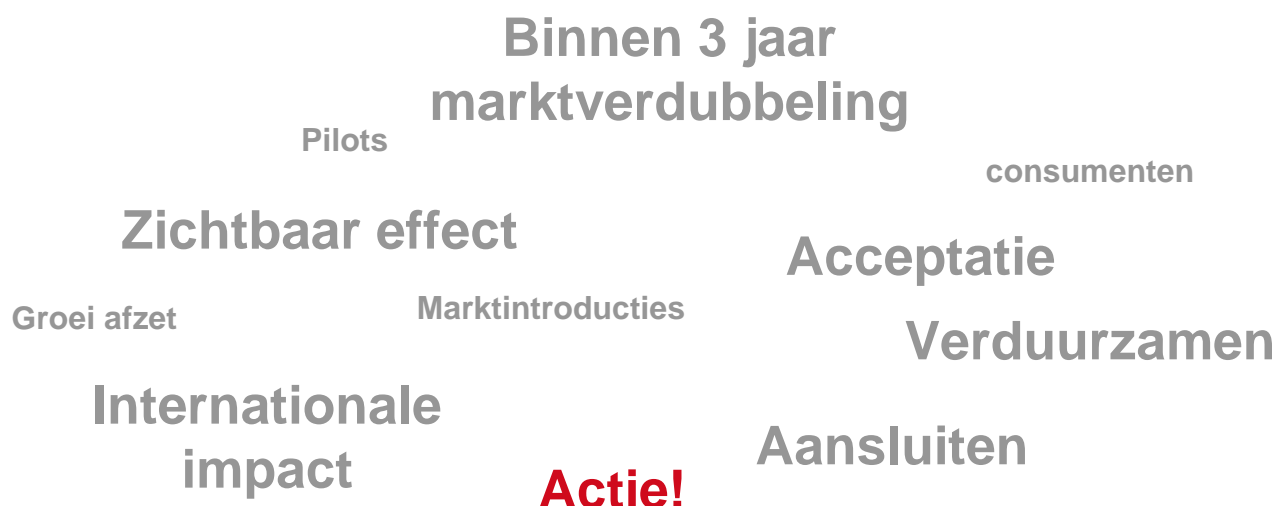 Binnen 3 jaar
marktverdubbeling
Pilots
consumenten
Zichtbaar effect
Acceptatie
Groei afzet
Marktintroducties
Verduurzamen
Internationale
impact
Aansluiten
Actie!